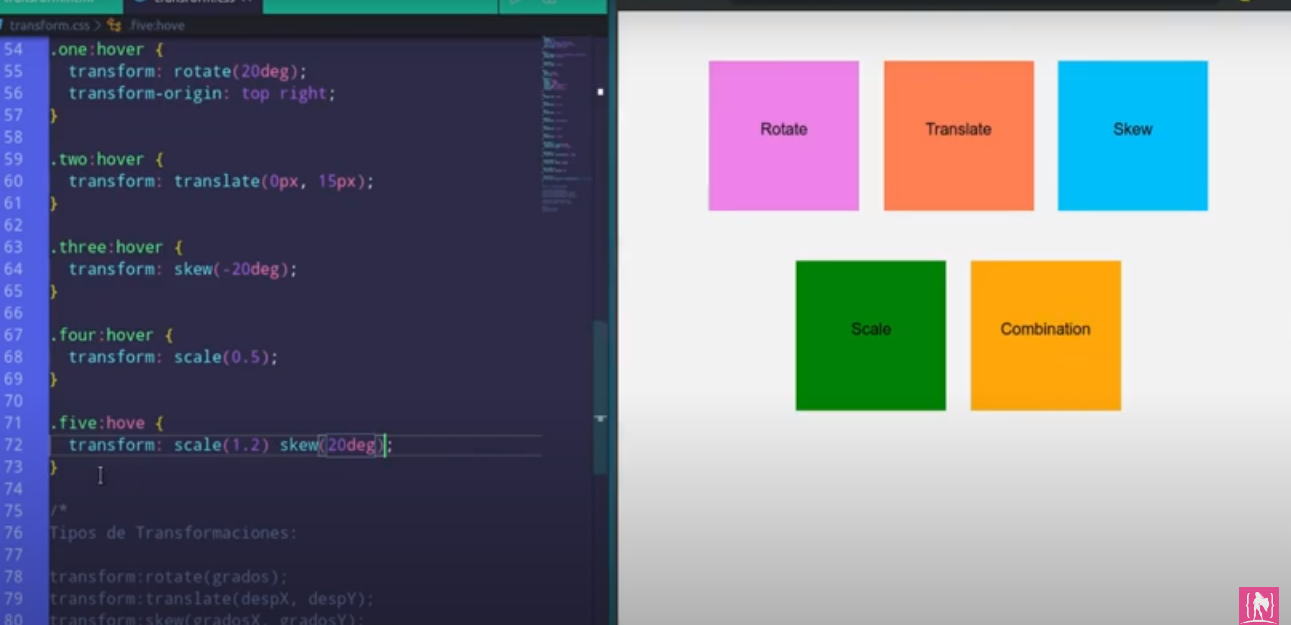 transform.css
transform.css > .five:hove
54 .one:hover {
55 transform: rotate(20deg);
56 transform-origin: top right;
57 }
58
59 .two:hover {
60 transform: translate(0px, 15px);
61 }
62
63 .three:hover {
64 transform: skew(-20deg);
65 }
66
67 .four:hover {
68 transform: scale(0.5);
69 }
70
71 .five:hove {
72 transform: scale(1.2) skew(20deg);
73 }
74
75 /*
76 Tipos de Transformaciones:
77
78 transform:rotate(grados);
79 transform:translate(despX, despY);
80 transform:skew(gradosX, gradosY);
Rotate
Translate
Skew
Scale
Combination